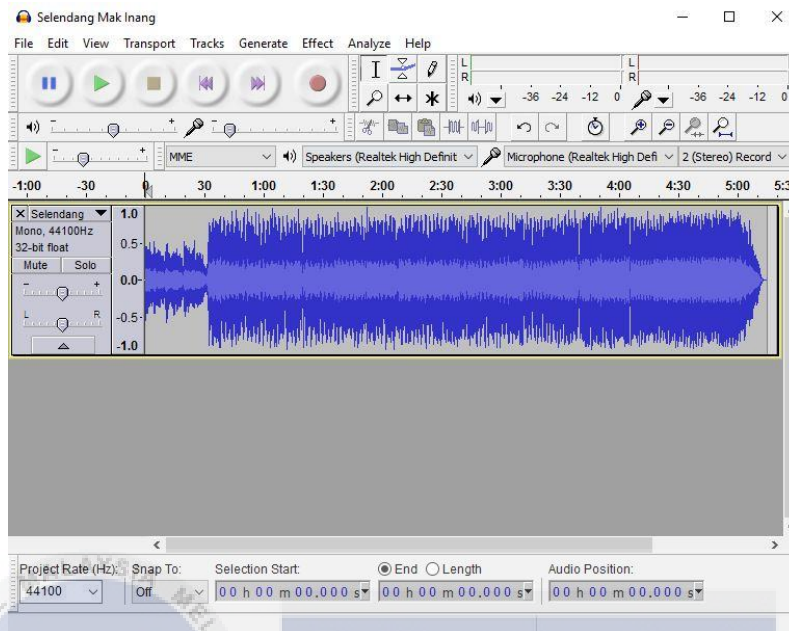 Selendang Mak Inang
File Edit View Transport Tracks Generate Effect Analyze Help
L
R
-36 -24 -12 0
L
R
-36 -24 -12 0
MME
Speakers (Realtek High Definit
Microphone (Realtek High Defi
2 (Stereo) Record
-1:00 -30 0 30 1:00 1:30 2:00 2:30 3:00 3:30 4:00 4:30 5:00 5:3
X Selendang
Mono, 44100Hz
32-bit float
Mute Solo
- +
L R
1.0
0.5
0.0
-0.5
-1.0
Project Rate (Hz): Snap To: Selection Start: End Length Audio Position:
44100 Off 00 h 00 m 00.000 s 00 h 00 m 00.000 s 00 h 00 m 00.000 s